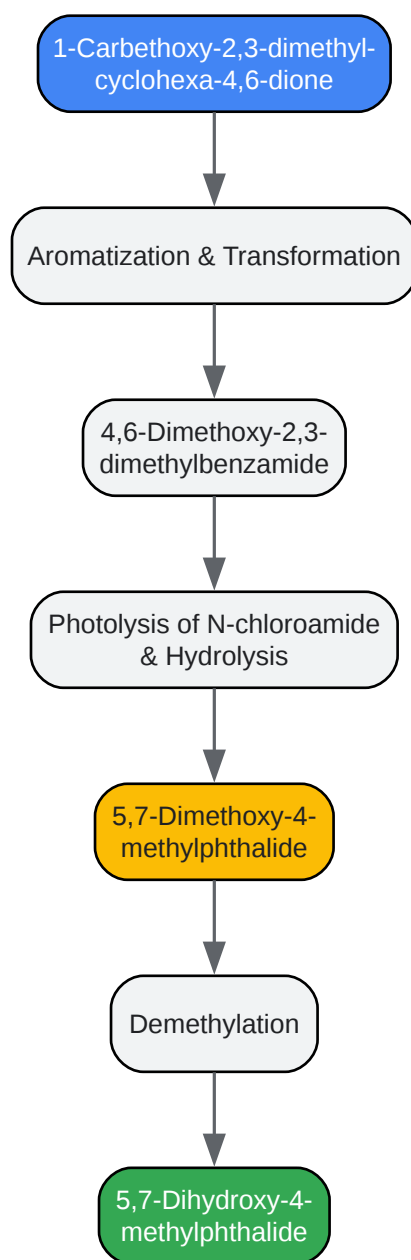 1-Carbethoxy-2,3-dimethyl-
cyclohexa-4,6-dione
Aromatization & Transformation
4,6-Dimethoxy-2,3-
dimethylbenzamide
Photolysis of N-chloroamide
& Hydrolysis
5,7-Dimethoxy-4-
methylphthalide
Demethylation
5,7-Dihydroxy-4-
methylphthalide